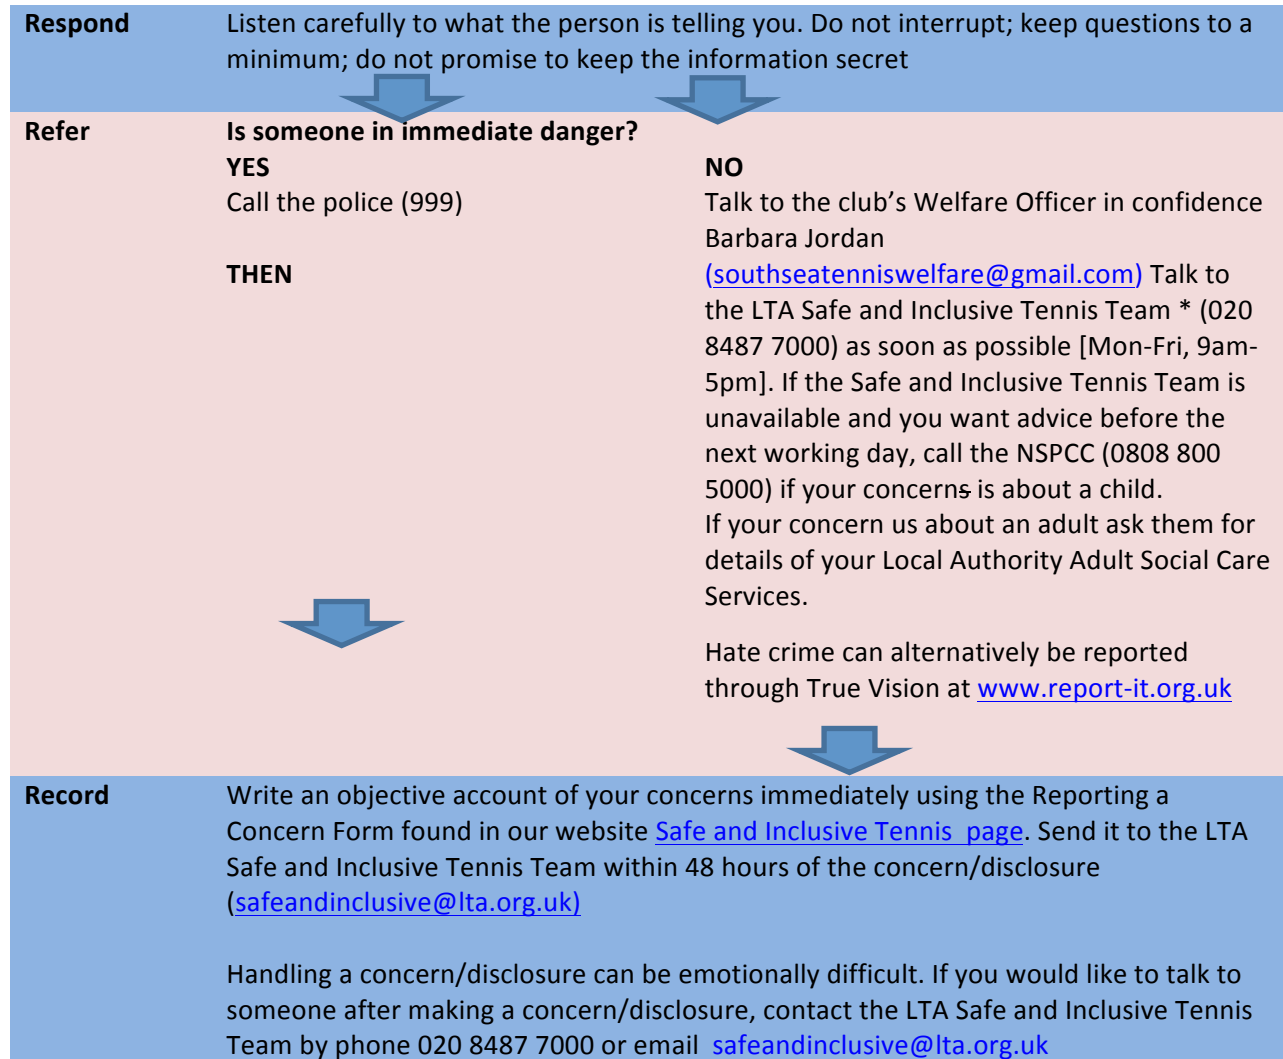 Respond
Listen carefully to what the person is telling you. Do not interrupt; keep questions to a
minimum; do not promise to keep the information secret
Refer
Is someone in immediate danger?
YES
Call the police (999)
THEN
NO
Talk to the club’s Welfare Officer in confidence
Barbara Jordan
(southseatenniswelfare@gmail.com) Talk to
the LTA Safe and Inclusive Tennis Team * (020
8487 7000) as soon as possible [Mon-Fri, 9am-
5pm]. If the Safe and Inclusive Tennis Team is
unavailable and you want advice before the
next working day, call the NSPCC (0808 800
5000) if your concerns is about a child.
If your concern us about an adult ask them for
details of your Local Authority Adult Social Care
Services.
Hate crime can alternatively be reported
through True Vision at www.report-it.org.uk
Record
Write an objective account of your concerns immediately using the Reporting a
Concern Form found in our website Safe and Inclusive Tennis  page. Send it to the LTA
Safe and Inclusive Tennis Team within 48 hours of the concern/disclosure
(safeandinclusive@lta.org.uk)
Handling a concern/disclosure can be emotionally difficult. If you would like to talk to
someone after making a concern/disclosure, contact the LTA Safe and Inclusive Tennis
Team by phone 020 8487 7000 or email  safeandinclusive@lta.org.uk